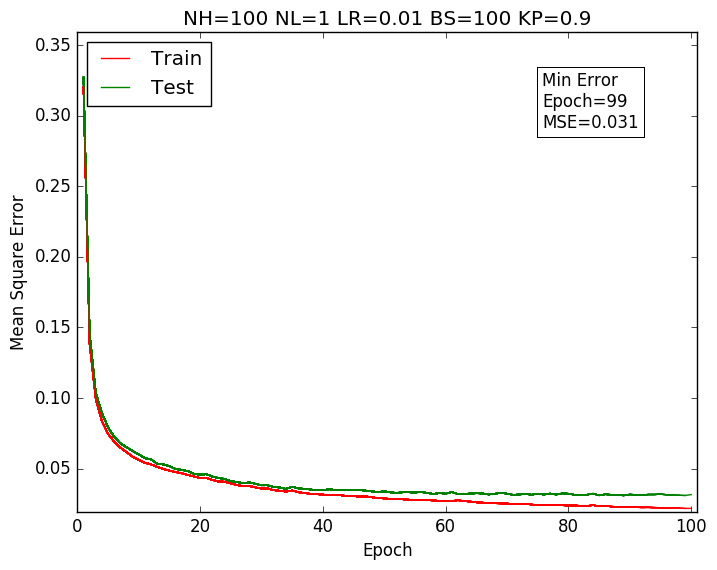 NH=100 NL=1 LR=0.01 BS=100 KP=0.9
Train
Test
Min Error
Epoch=99
MSE=0.031
Mean Square Error
0.35
0.30
0.25
0.20
0.15
0.10
0.05
0 20 40 60 80 100
Epoch